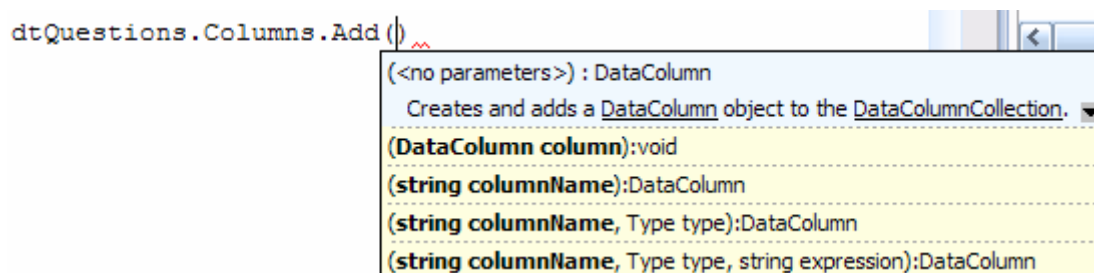 dtQuestions.Columns.Add()
(<no parameters>) : DataColumn
Creates and adds a DataColumn object to the DataColumnCollection.
(DataColumn column):void
(string columnName):DataColumn
(string columnName, Type type):DataColumn
(string columnName, Type type, string expression):DataColumn